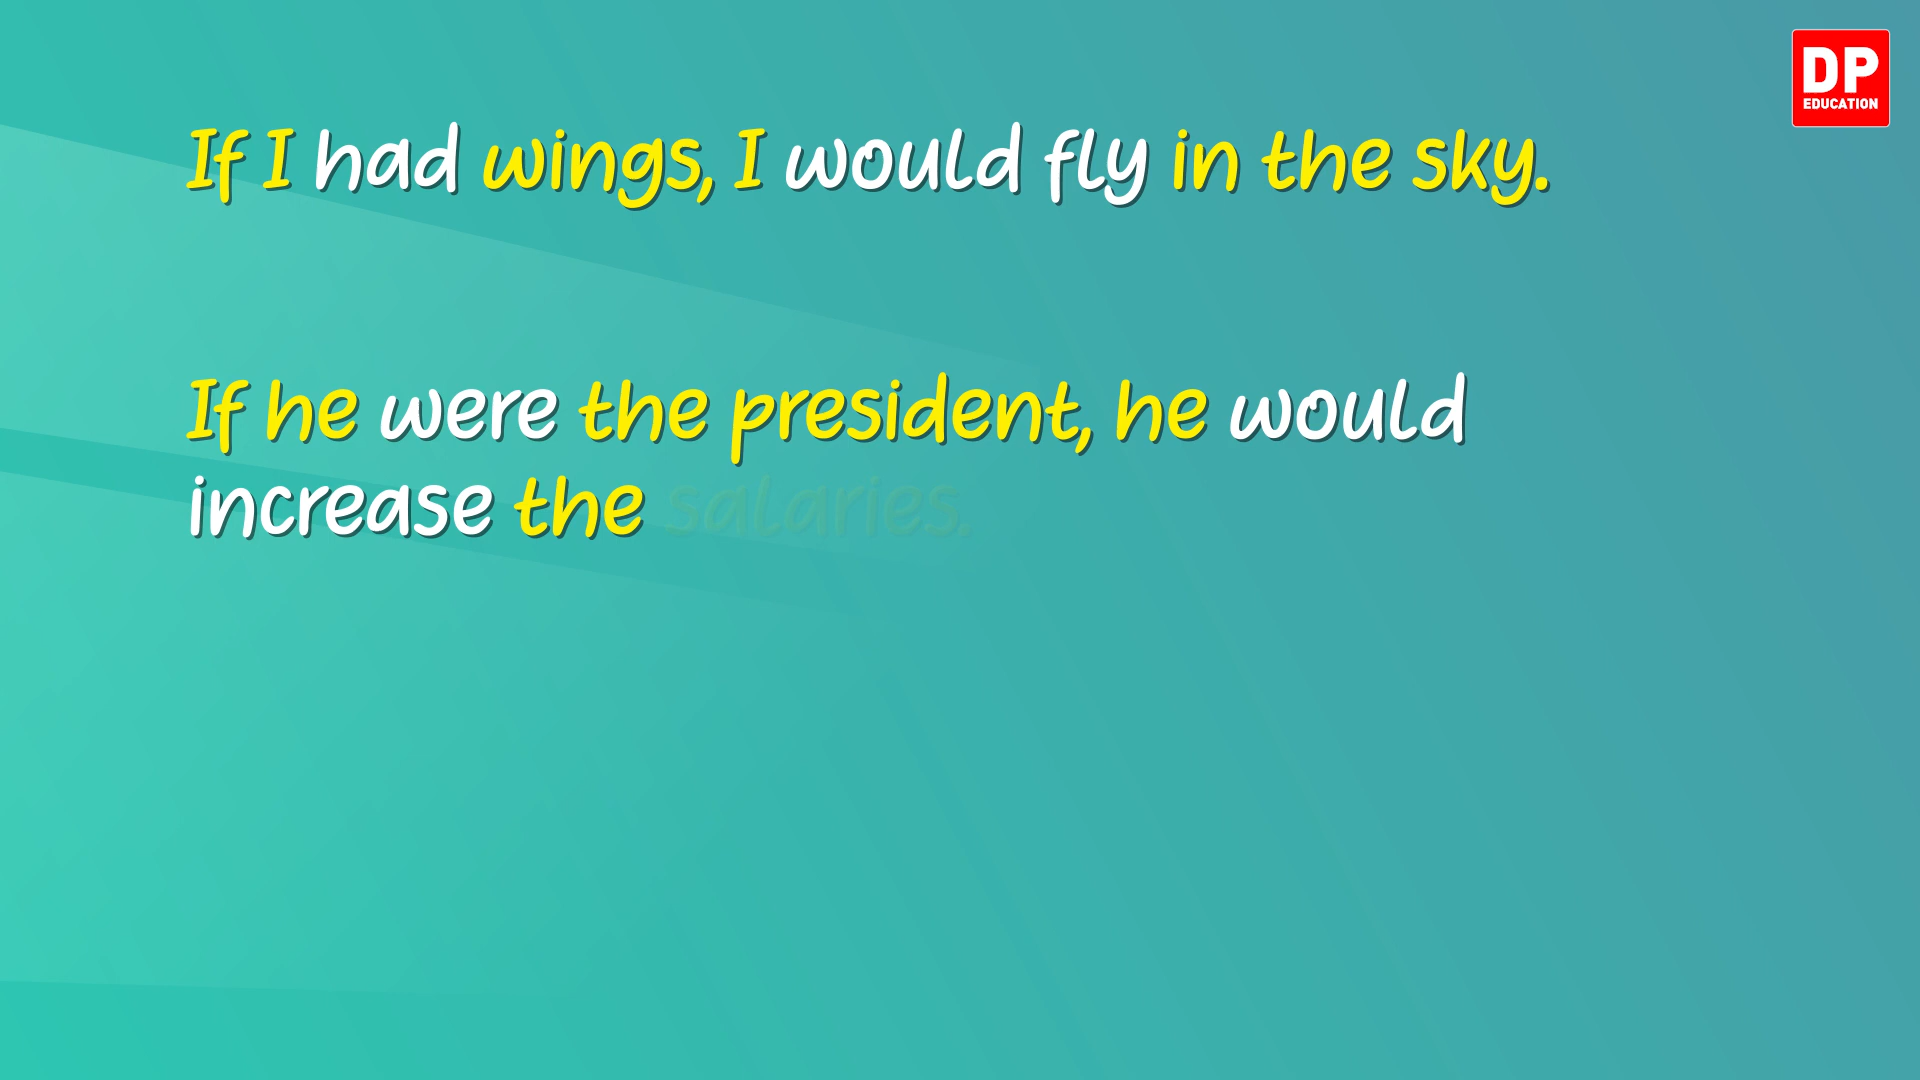 DP
EDUCATION
If I had wings, I would fly in the sky.
If he were the president, he would
increase the salaries.